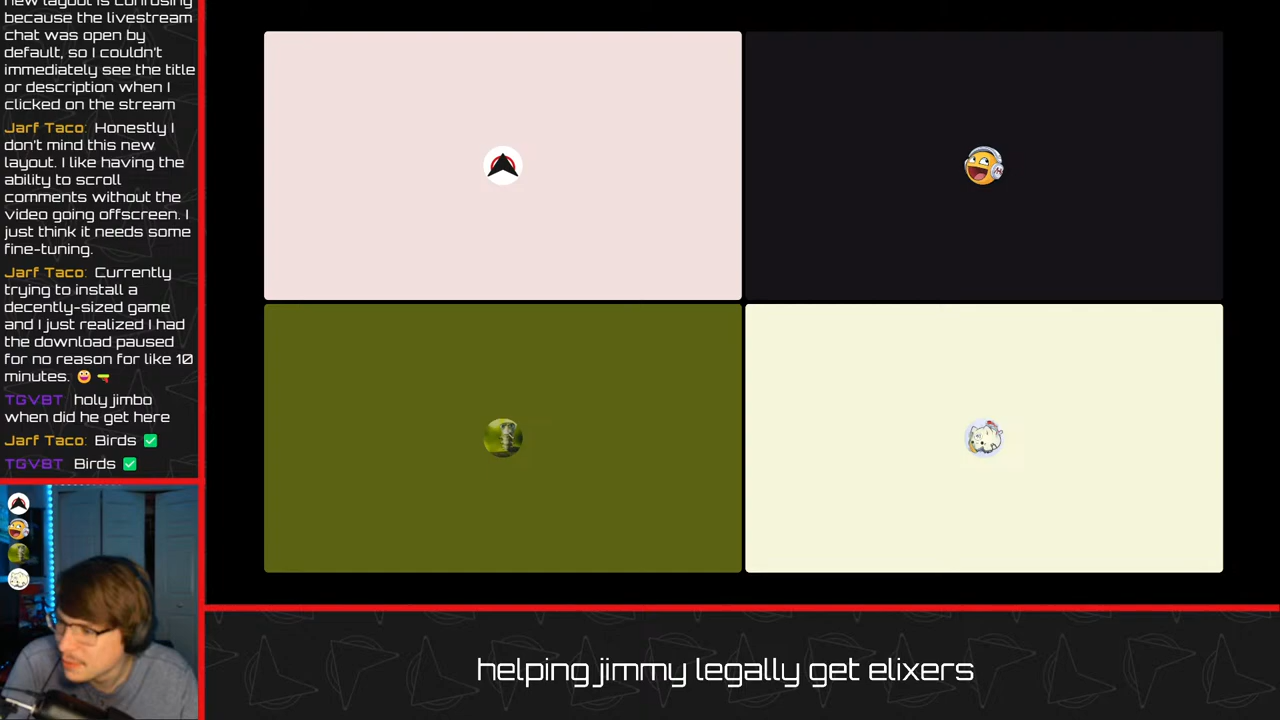 new layout is confusing
because the livestream
chat was open by
default, so I couldn't
immediately see the title
or description when I
clicked on the stream
Jarf Taco: Honestly I
don't mind this new
layout. I like having the
ability to scroll
comments without the
video going offscreen. I
just think it needs some
fine-tuning.
Jarf Taco: Currently
trying to install a
decently-sized game
and I just realized I had
the download paused
for no reason for like 10
minutes. 😃 🔫
TGVBT holy jimbo
when did he get here
Jarf Taco: Birds ✅
TGVBT Birds ✅
helping jimmy legally get elixers